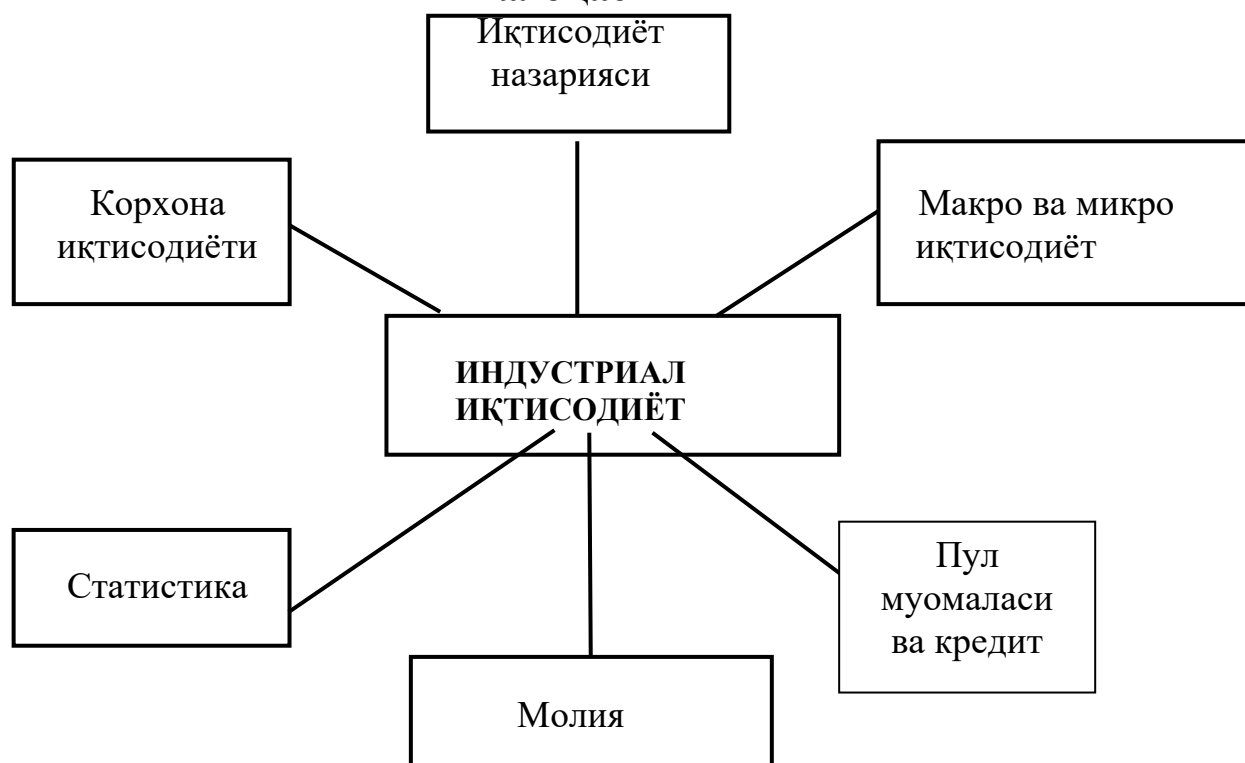 Иқтисодиёт
назарияси
Корхона
иқтисодиёти
Макро ва микро
иқтисодиёт
ИНДУСТРИАЛ
ИҚТИСОДИЁТ
Статистика
Пул
муомаласи
ва кредит
Молия